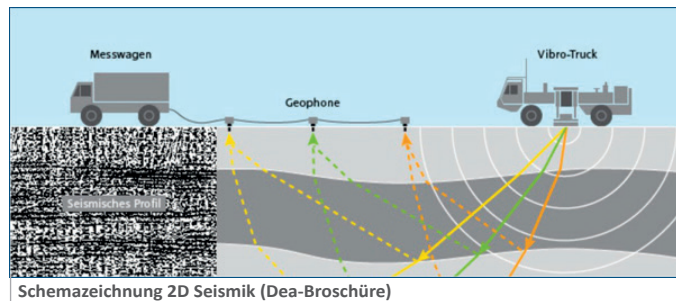 Messwagen
Vibro-Truck
Geophone
Seismisches Profil
Schemazeichnung 2D Seismik (Dea-Broschüre)